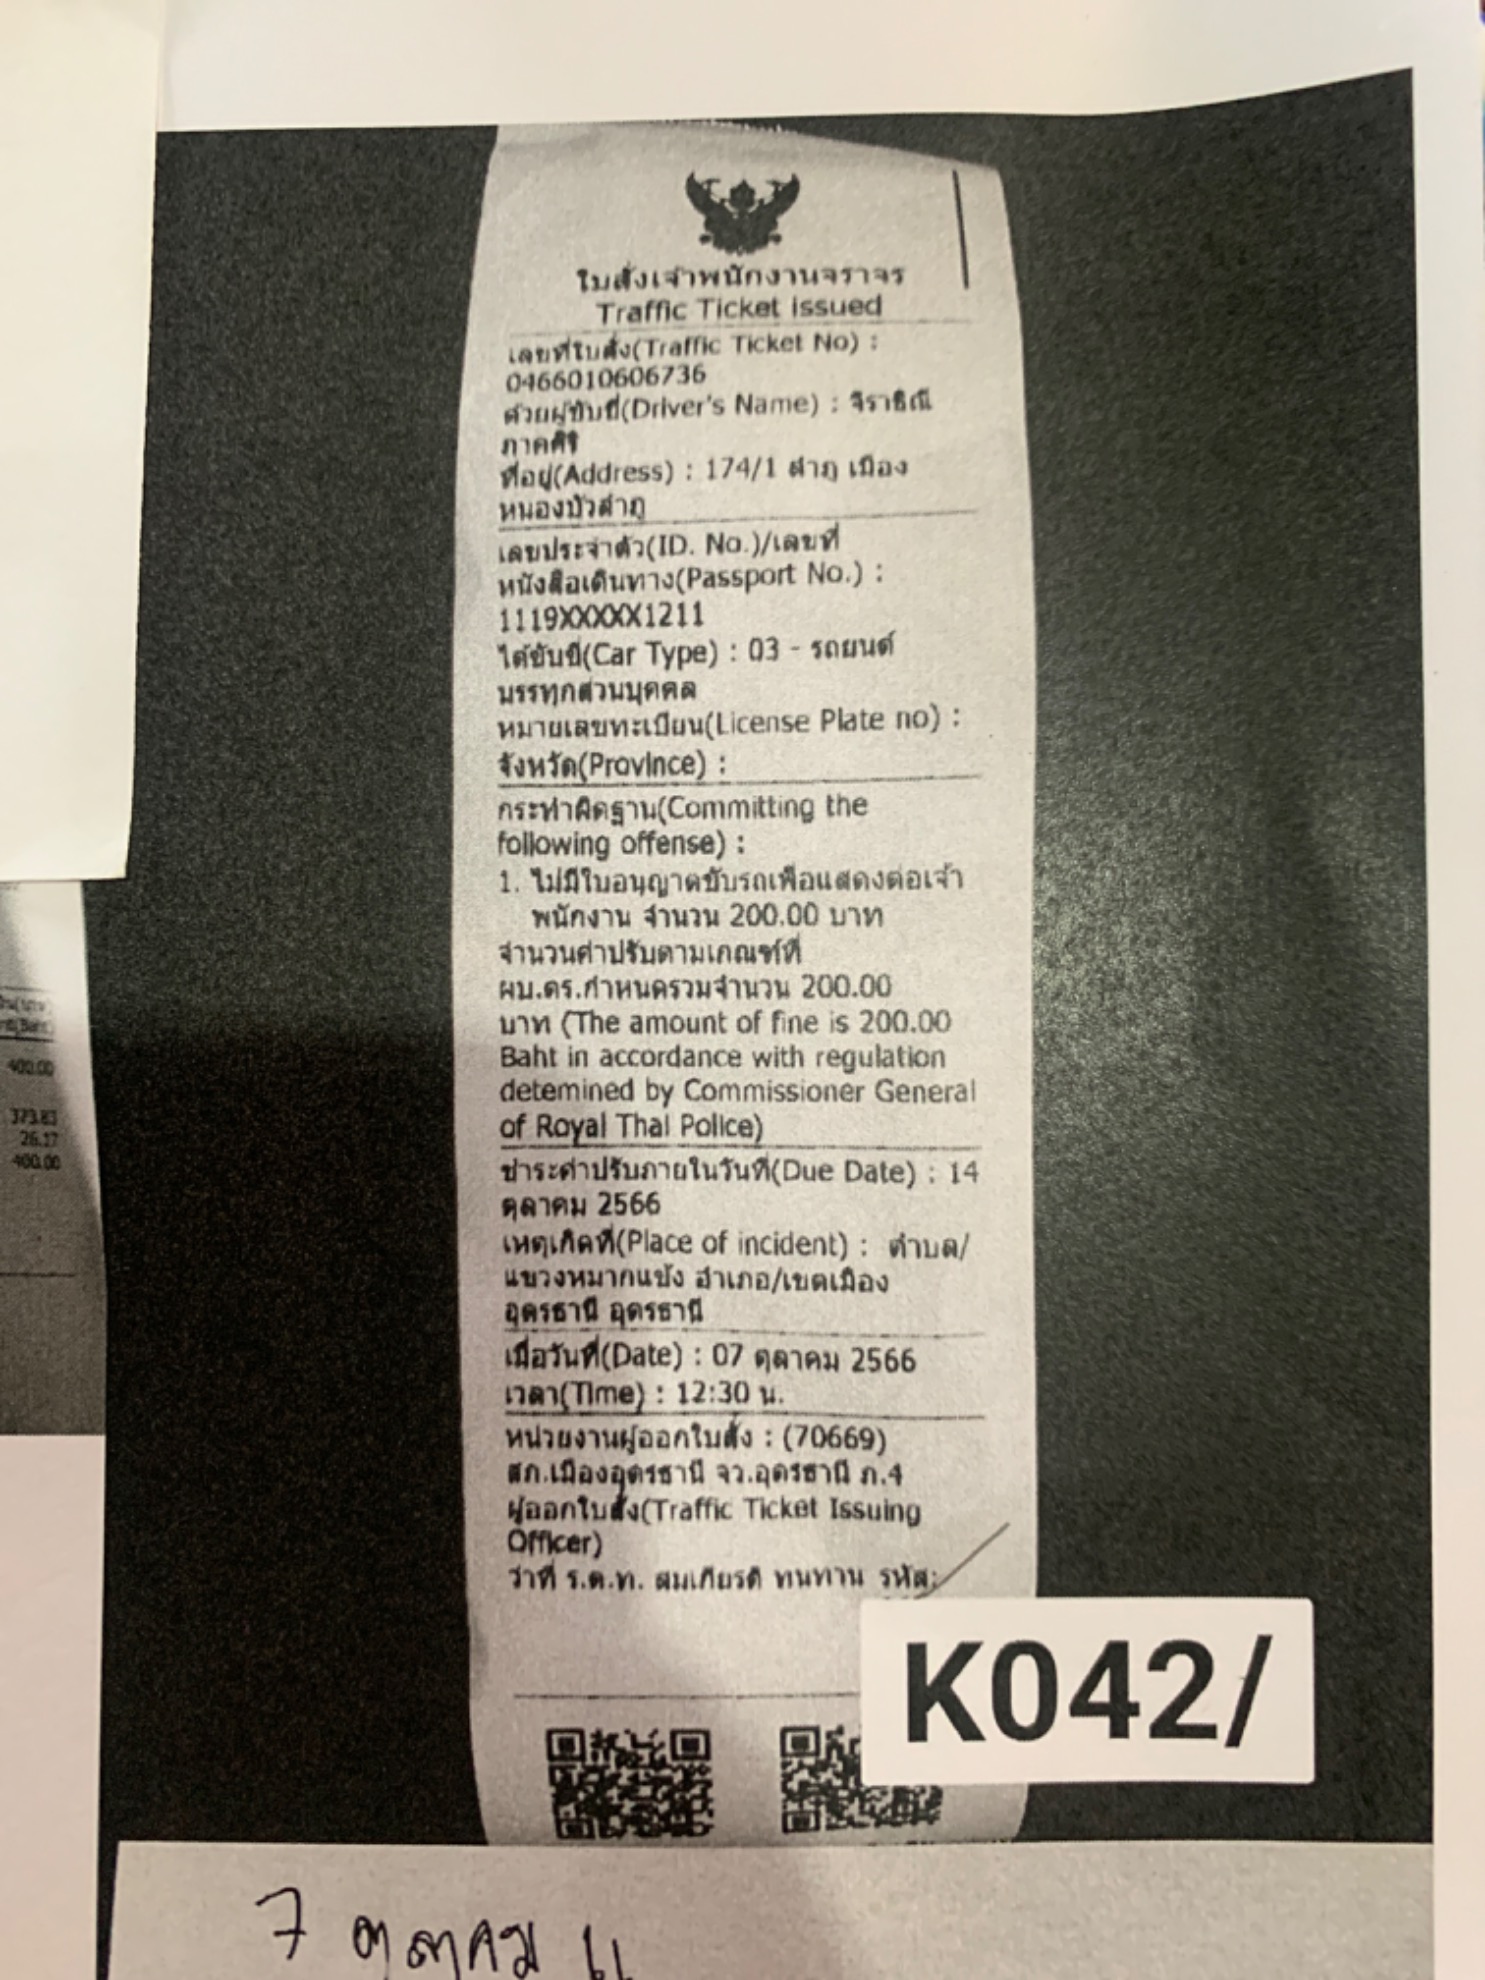 ใบสั่งเจ้าพนักงานจราจร
Traffic Ticket issued
เลขที่ใบสั่ง(Traffic Ticket No) :
0466010606736
ด้วยผู้ขับขี่(Driver's Name) : จิราธิณี
ภาคศิริ
ที่อยู่(Address) : 174/1 ลำภู เมือง
หนองบัวลำภู
เลขประจำตัว(ID. No.)/เลขที่
หนังสือเดินทาง(Passport No.) :
1119XXXXX1211
ได้ขับขี่(Car Type) : 03 - รถยนต์
บรรทุกส่วนบุคคล
หมายเลขทะเบียน(License Plate no) :
จังหวัด(Province) :
กระทำผิดฐาน(Committing the
following offense) :
1. ไม่มีใบอนุญาตขับรถเพื่อแสดงต่อเจ้า
พนักงาน จำนวน 200.00 บาท
จำนวนค่าปรับตามเกณฑ์ที่
ผบ.ตร.กำหนดรวมจำนวน 200.00
บาท (The amount of fine is 200.00
Baht in accordance with regulation
detemined by Commissioner General
of Royal Thai Police)
ชำระค่าปรับภายในวันที่(Due Date) : 14
ตุลาคม 2566
เหตุเกิดที่(Place of incident) : ตำบล/
แขวงหมากแข้ง อำเภอ/เขตเมือง
อุดรธานี อุดรธานี
เมื่อวันที่(Date) : 07 ตุลาคม 2566
เวลา(Time) : 12:30 น.
หน่วยงานผู้ออกใบสั่ง : (70669)
สภ.เมืองอุดรธานี จว.อุดรธานี ภ.4
ผู้ออกใบสั่ง(Traffic Ticket Issuing
Officer)
ว่าที่ ร.ต.ท. สมเกียรติ ทนทาน รหัส:
K042/
400.00
373.83
26.17
400.00
7 ตุลาคม